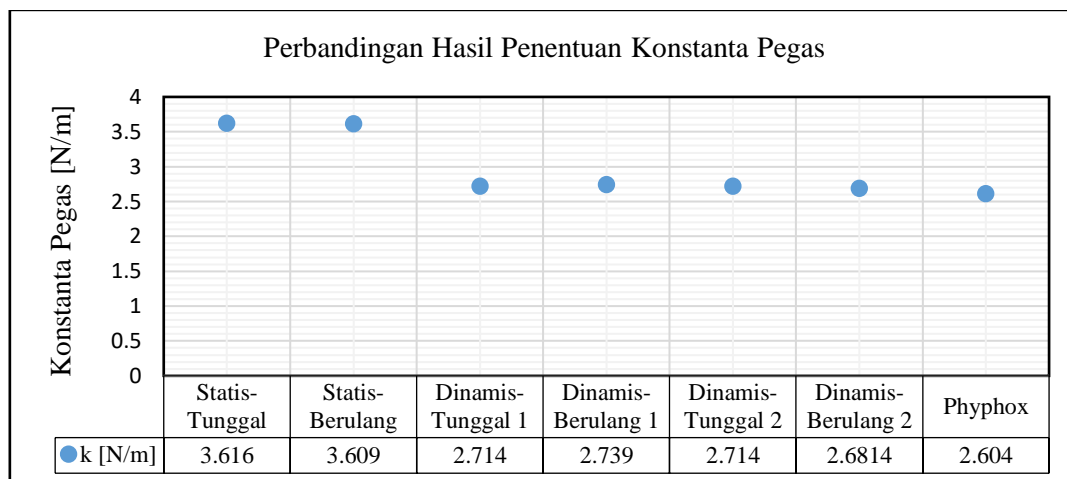 Perbandingan Hasil Penentuan Konstanta Pegas
Konstanta Pegas [N/m]
4
3.5
3
2.5
2
1.5
1
0.5
0
Statis-
Tunggal
Statis-
Berulang
Dinamis-
Tunggal 1
Dinamis-
Berulang 1
Dinamis-
Tunggal 2
Dinamis-
Berulang 2
Phyphox
k [N/m] 3.616 3.609 2.714 2.739 2.714 2.6814 2.604